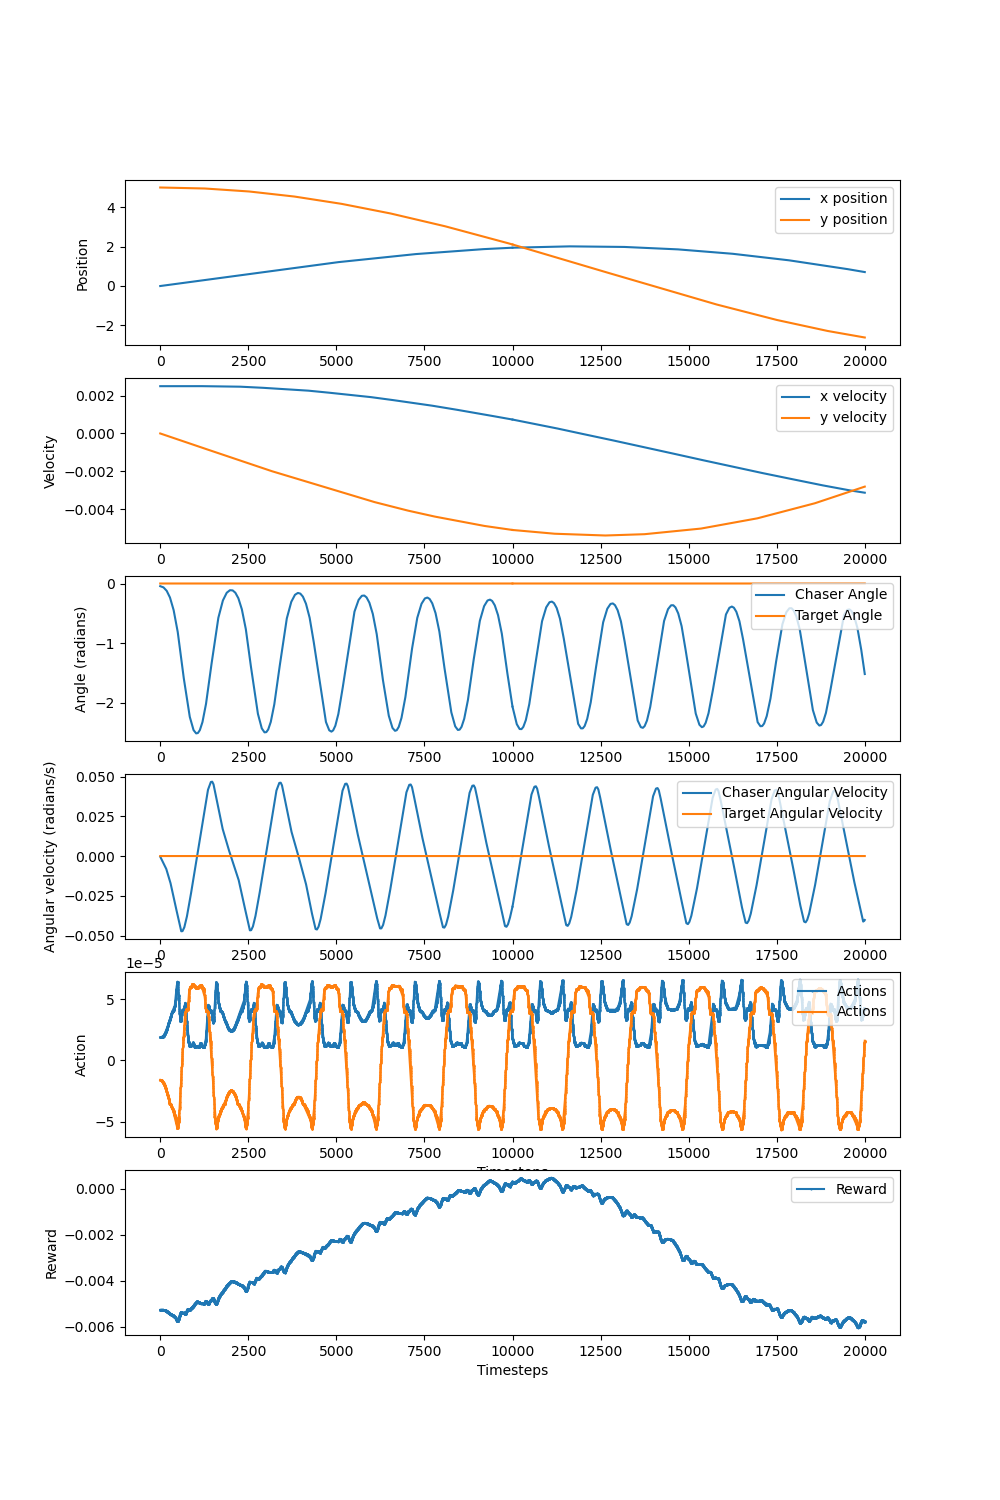 x position
y position
Position
4
2
0
−2
0 2500 5000 7500 10000 12500 15000 17500 20000
x velocity
y velocity
Velocity
0.002
0.000
−0.002
−0.004
0 2500 5000 7500 10000 12500 15000 17500 20000
Chaser Angle
Target Angle
Angle (radians)
0
−1
−2
0 2500 5000 7500 10000 12500 15000 17500 20000
Chaser Angular Velocity
Target Angular Velocity
Angular velocity (radians/s)
0.050
0.025
0.000
−0.025
−0.050
0 2500 5000 7500 10000 12500 15000 17500 20000
1e−5
Actions
Actions
Action
5
0
−5
0 2500 5000 7500 10000 12500 15000 17500 20000
Timesteps
Reward
Reward
0.000
−0.002
−0.004
−0.006
0 2500 5000 7500 10000 12500 15000 17500 20000
Timesteps